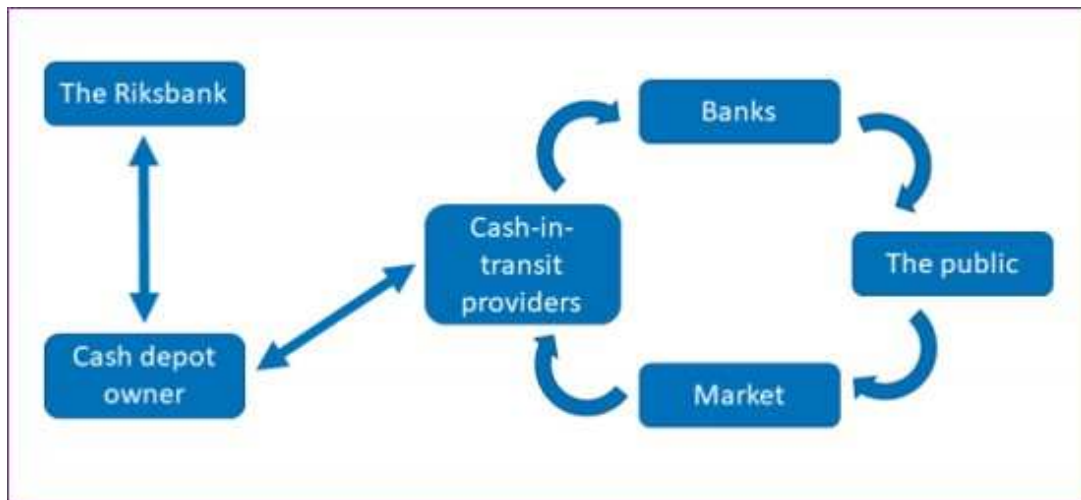 The Riksbank
Banks
Cash-in-
transit
providers
The public
Cash depot
owner
Market